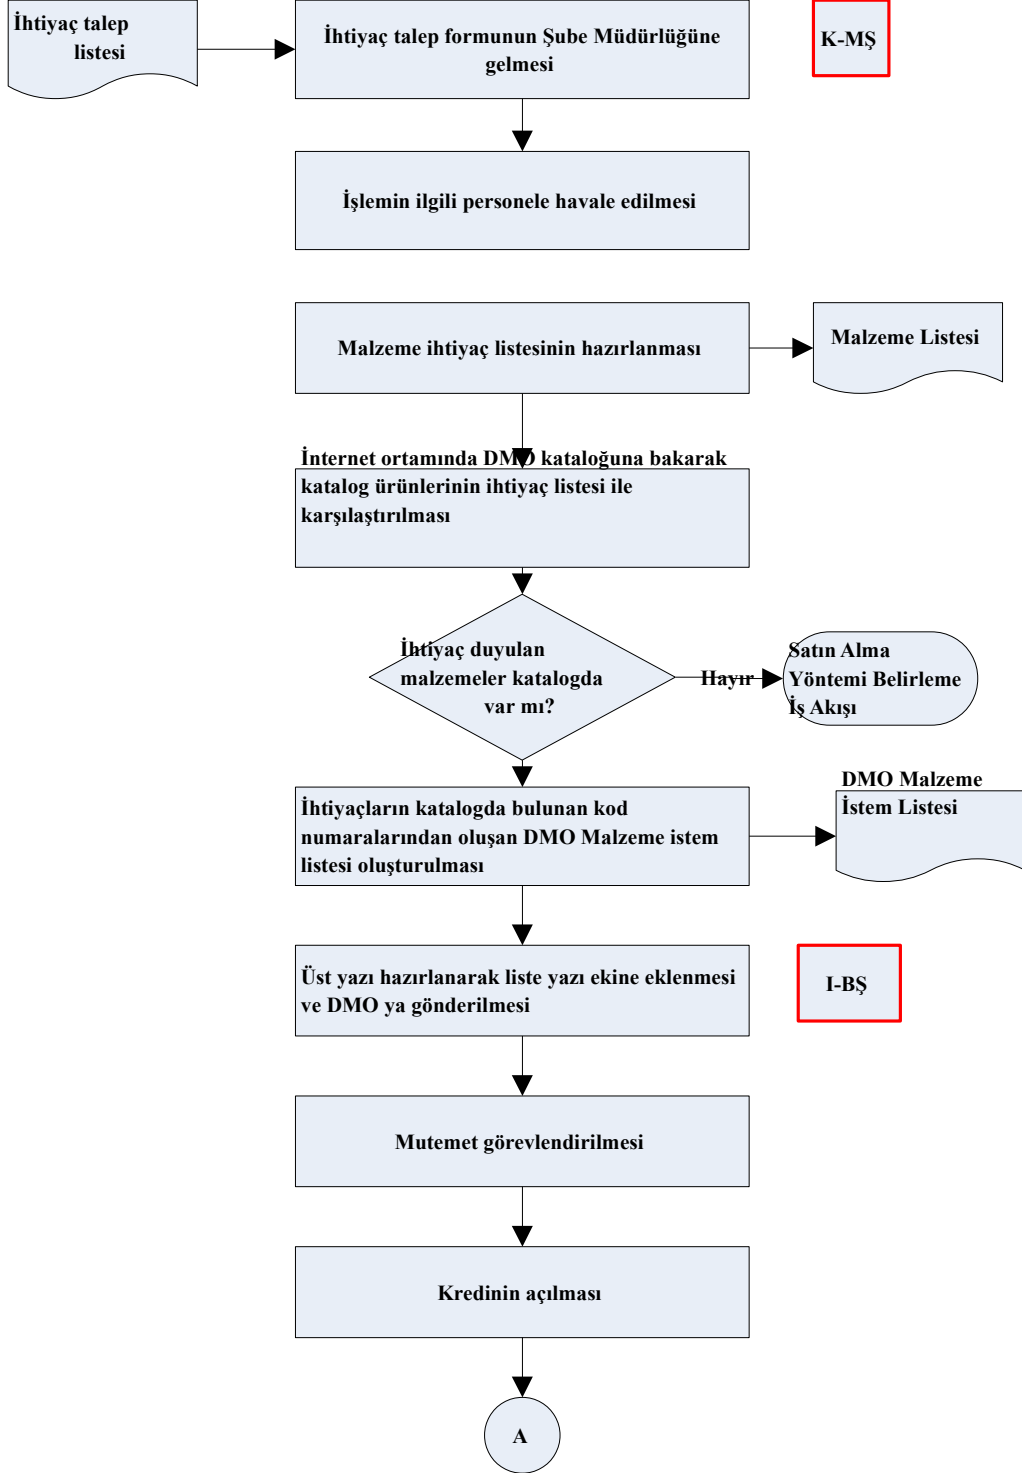 İhtiyaç talep
listesi
İhtiyaç talep formunun Şube Müdürlüğüne
gelmesi
K-MŞ
İşlemin ilgili personele havale edilmesi
Malzeme ihtiyaç listesinin hazırlanması
Malzeme Listesi
İnternet ortamında DMO kataloğuna bakarak
katalog ürünlerinin ihtiyaç listesi ile
karşılaştırılması
İhtiyaç duyulan
malzemeler katalogda
var mı?
Hayır
Satın Alma
Yöntemi Belirleme
İş Akışı
İhtiyaçların katalogda bulunan kod
numaralarından oluşan DMO Malzeme istem
listesi oluşturulması
DMO Malzeme
İstem Listesi
Üst yazı hazırlanarak liste yazı ekine eklenmesi
ve DMO ya gönderilmesi
I-BŞ
Mutemet görevlendirilmesi
Kredinin açılması
A